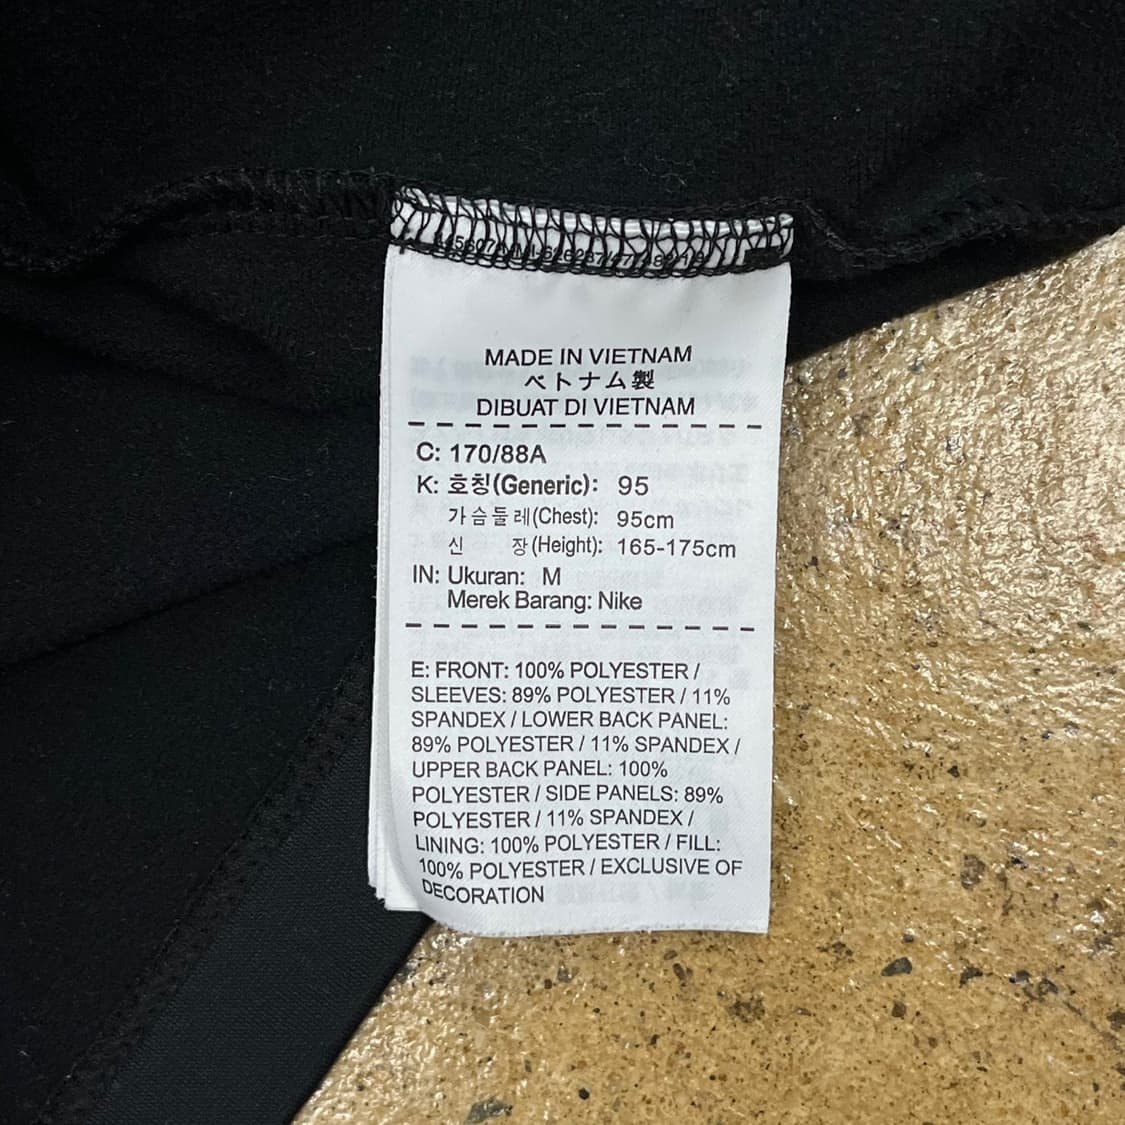 MADE IN VIETNAM
ベトナム製
DIBUAT DI VIETNAM
C: 170/88A
K: 호칭(Generic): 95
가슴둘레(Chest): 95cm
신 장(Height): 165-175cm
IN: Ukuran: M
Merek Barang: Nike
E: FRONT: 100% POLYESTER /
SLEEVES: 89% POLYESTER / 11%
SPANDEX / LOWER BACK PANEL:
89% POLYESTER / 11% SPANDEX /
UPPER BACK PANEL: 100%
POLYESTER / SIDE PANELS: 89%
POLYESTER / 11% SPANDEX /
LINING: 100% POLYESTER / FILL:
100% POLYESTER / EXCLUSIVE OF
DECORATION